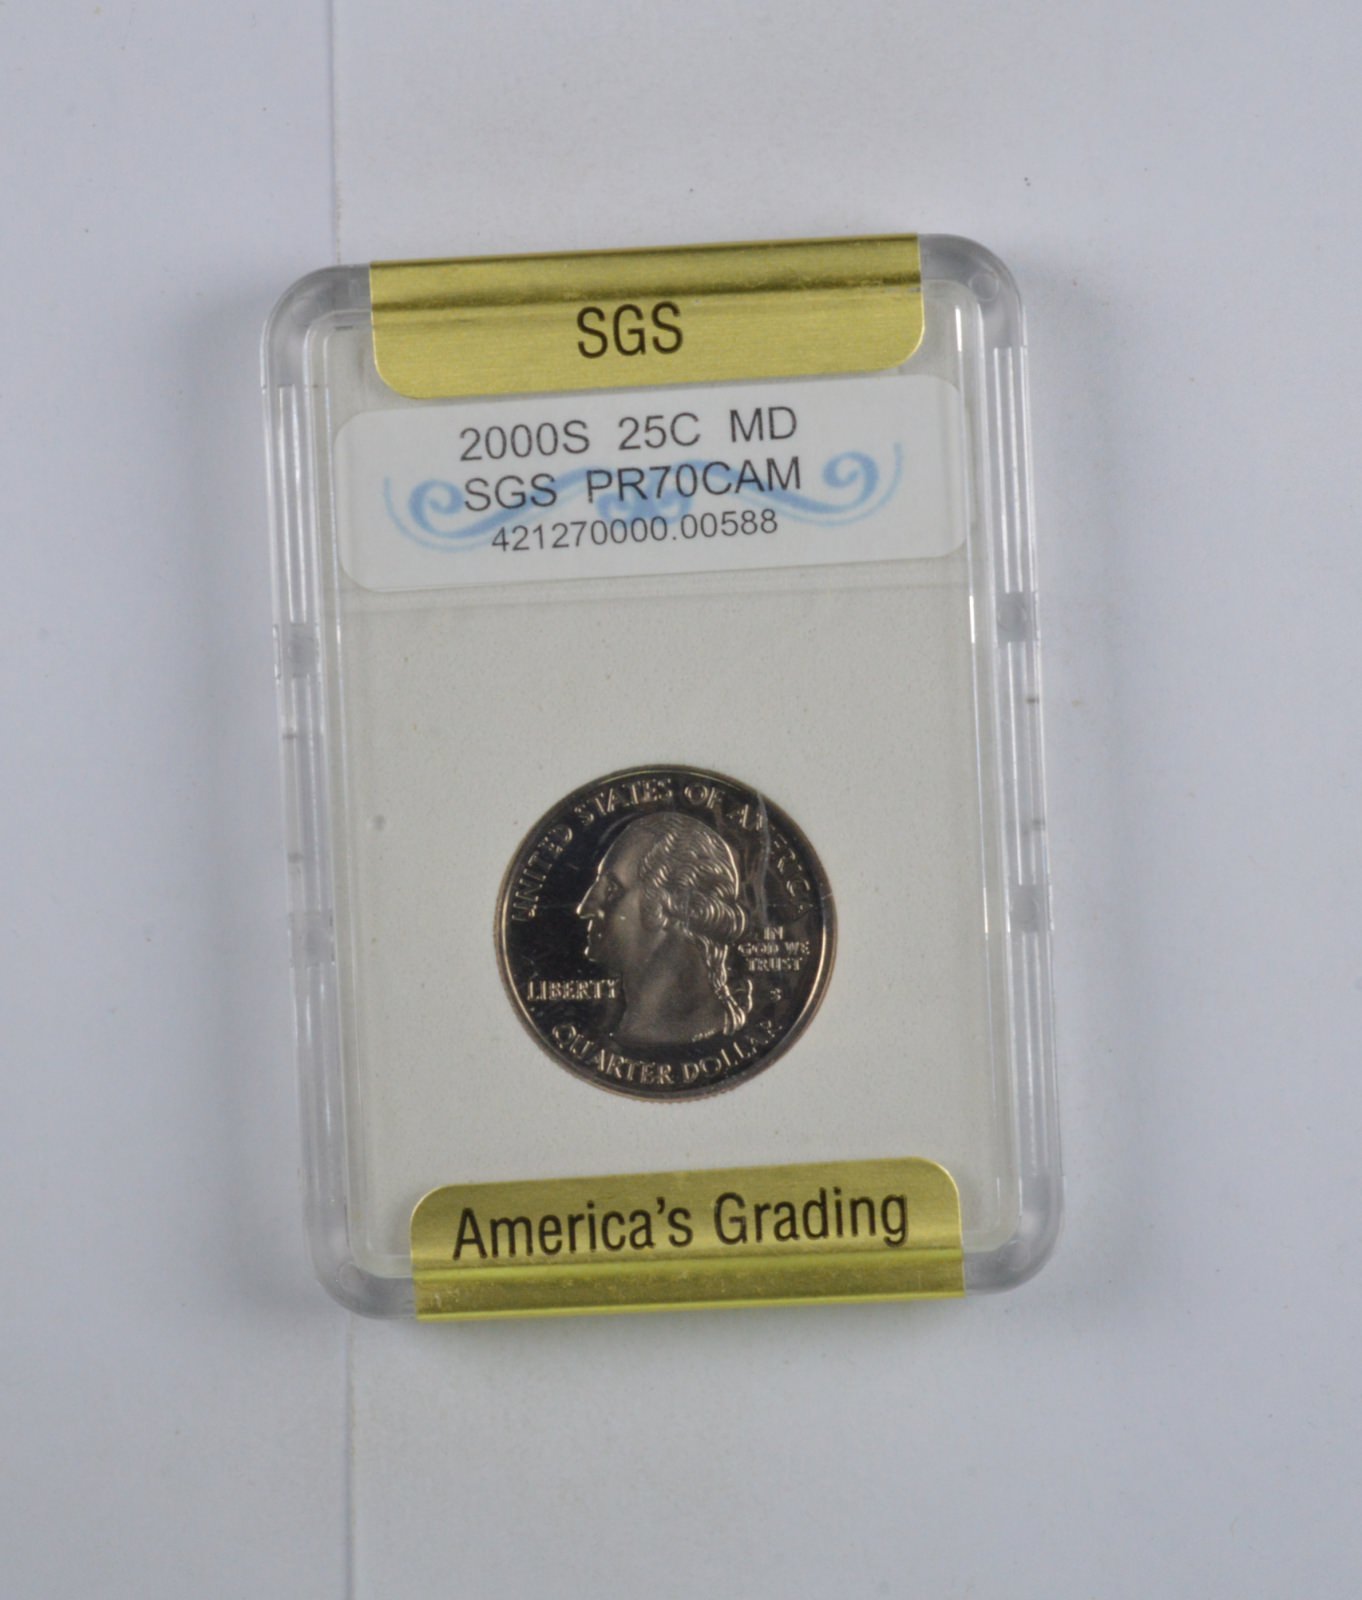 SGS
2000S 25C MD
SGS PR70CAM
421270000.00588
UNITED STATES OF AMERICA
IN
GOD WE
TRUST
LIBERTY
S
QUARTER DOLLAR
America's Grading